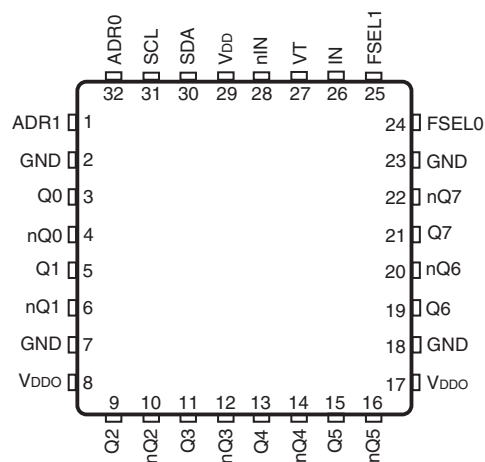 ADR0 SCL SDA VDD nIN VT IN FSEL1
32 31 30 29 28 27 26 25
ADR1 1 24 FSEL0
GND 2 23 GND
Q0 3 22 nQ7
nQ0 4 21 Q7
Q1 5 20 nQ6
nQ1 6 19 Q6
GND 7 18 GND
VDDO 8 17 VDDO
9 10 11 12 13 14 15 16
Q2 nQ2 Q3 nQ3 Q4 nQ4 Q5 nQ5